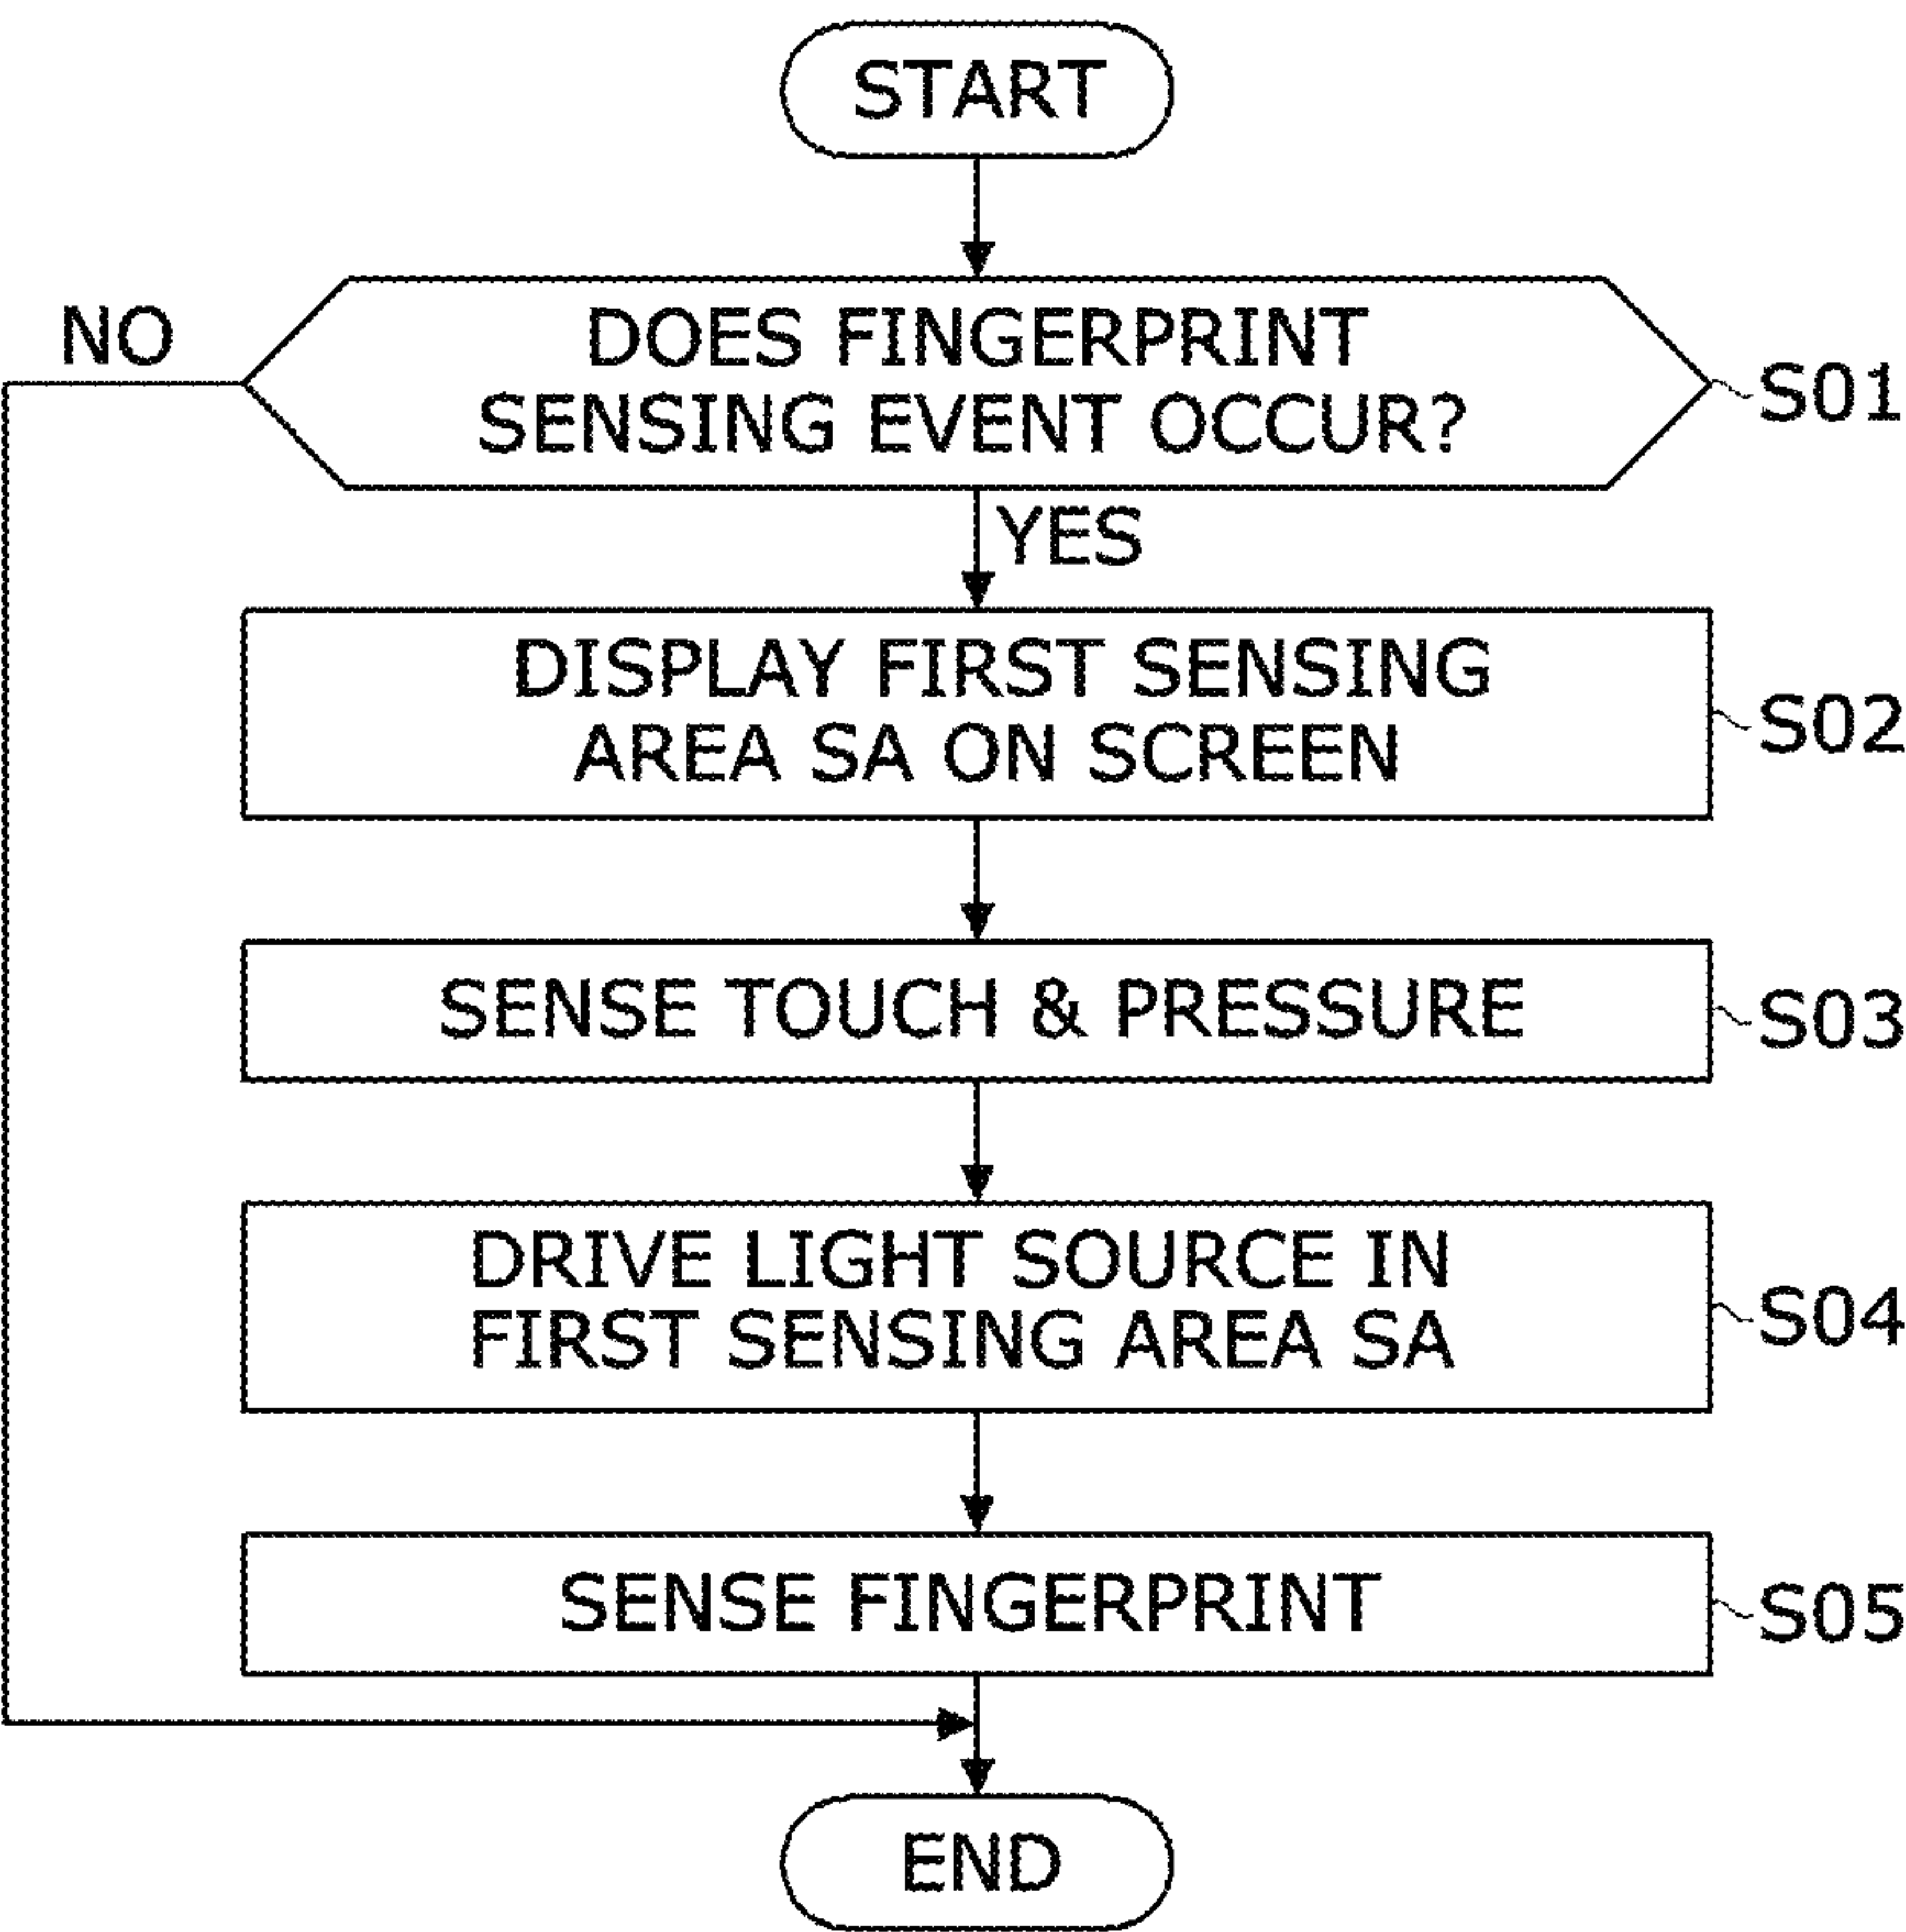 START
NO
DOES FINGERPRINT
SENSING EVENT OCCUR?
S01
YES
DISPLAY FIRST SENSING
AREA SA ON SCREEN
S02
SENSE TOUCH & PRESSURE
S03
DRIVE LIGHT SOURCE IN
FIRST SENSING AREA SA
S04
SENSE FINGERPRINT
S05
END